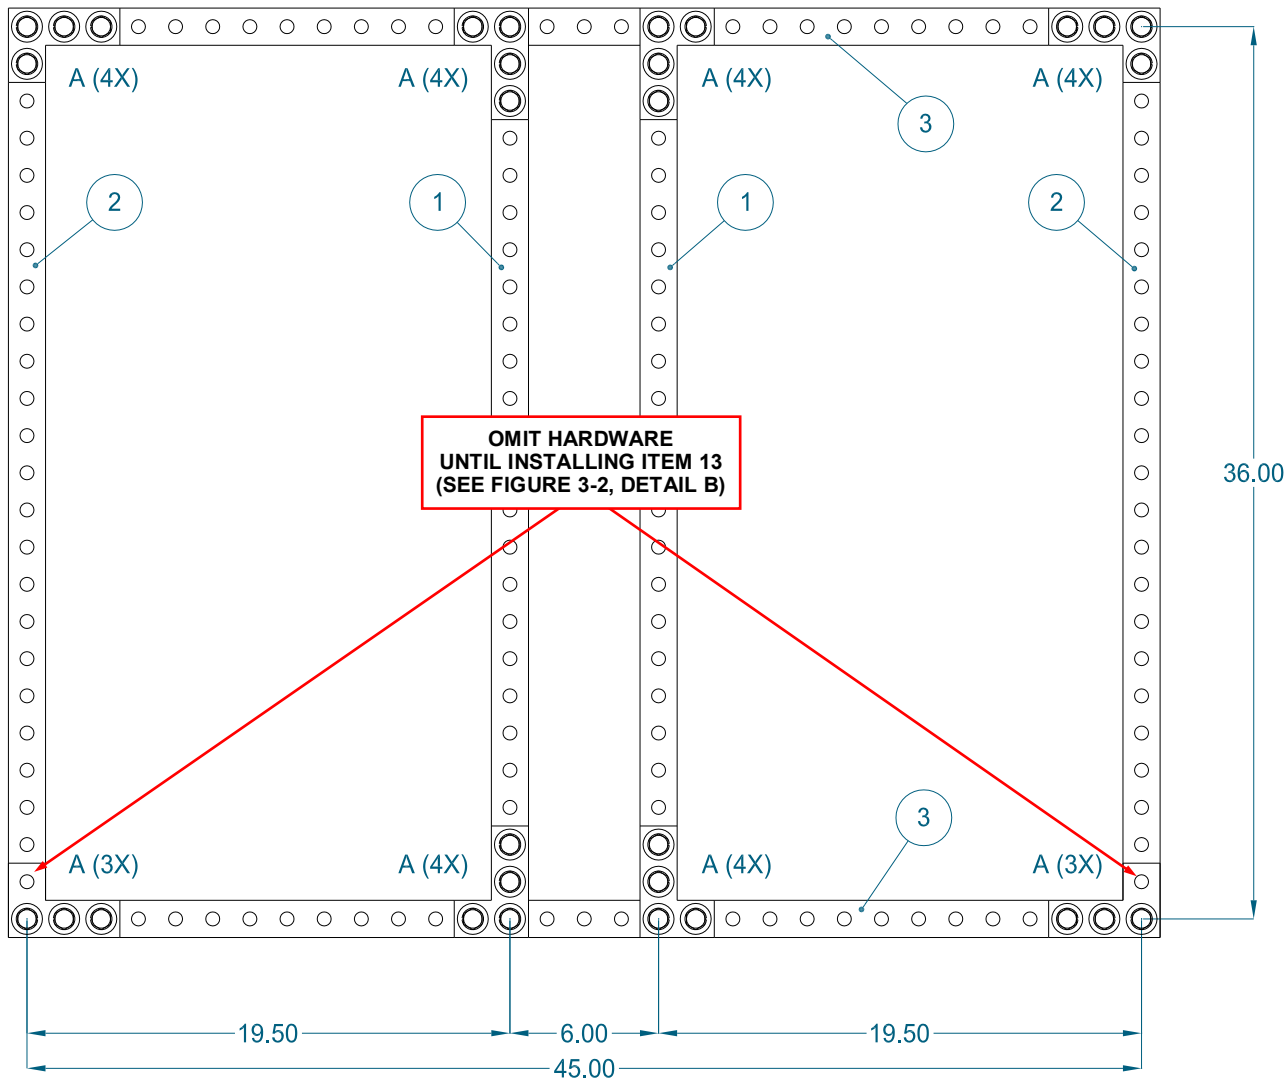 A (4X)
A (4X)
A (4X)
A (4X)
3
2
1
1
2
OMIT HARDWARE
UNTIL INSTALLING ITEM 13
(SEE FIGURE 3-2, DETAIL B)
36.00
3
A (3X)
A (4X)
A (4X)
A (3X)
19.50
6.00
19.50
45.00